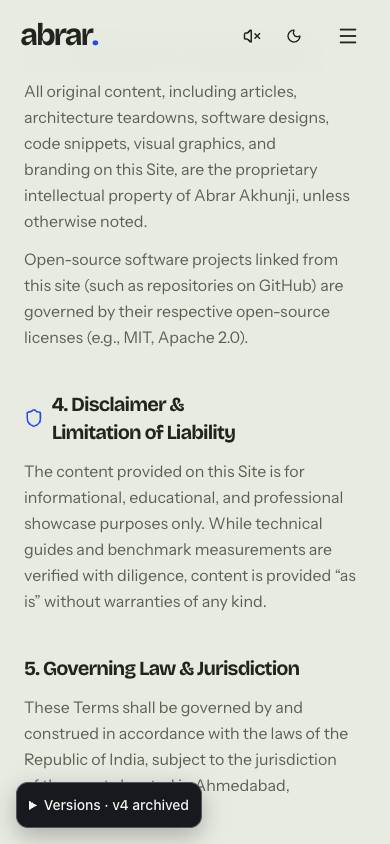 abrar.
All original content, including articles,
architecture teardowns, software designs,
code snippets, visual graphics, and
branding on this Site, are the proprietary
intellectual property of Abrar Akhunji, unless
otherwise noted.
Open-source software projects linked from
this site (such as repositories on GitHub) are
governed by their respective open-source
licenses (e.g., MIT, Apache 2.0).
4. Disclaimer &
Limitation of Liability
The content provided on this Site is for
informational, educational, and professional
showcase purposes only. While technical
guides and benchmark measurements are
verified with diligence, content is provided “as
is” without warranties of any kind.
5. Governing Law & Jurisdiction
These Terms shall be governed by and
construed in accordance with the laws of the
Republic of India, subject to the jurisdiction
Ahmedabad,
Versions · v4 archived